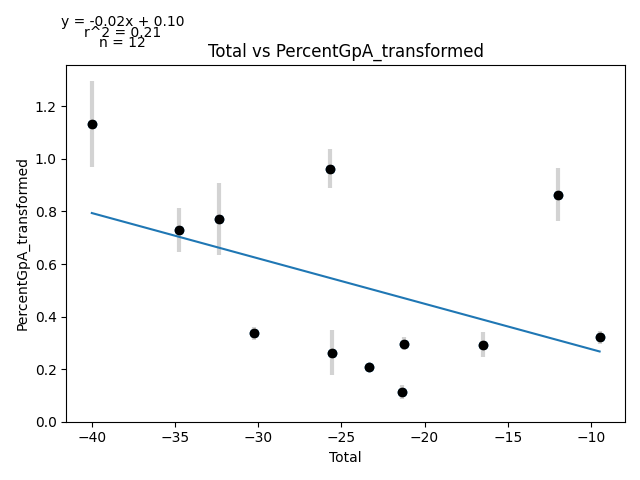 y = -0.02x + 0.10
r^2 = 0.21
n = 12
Total vs PercentGpA_transformed
PercentGpA_transformed
1.2
1.0
0.8
0.6
0.4
0.2
0.0
−40
−35
−30
−25
−20
−15
−10
Total